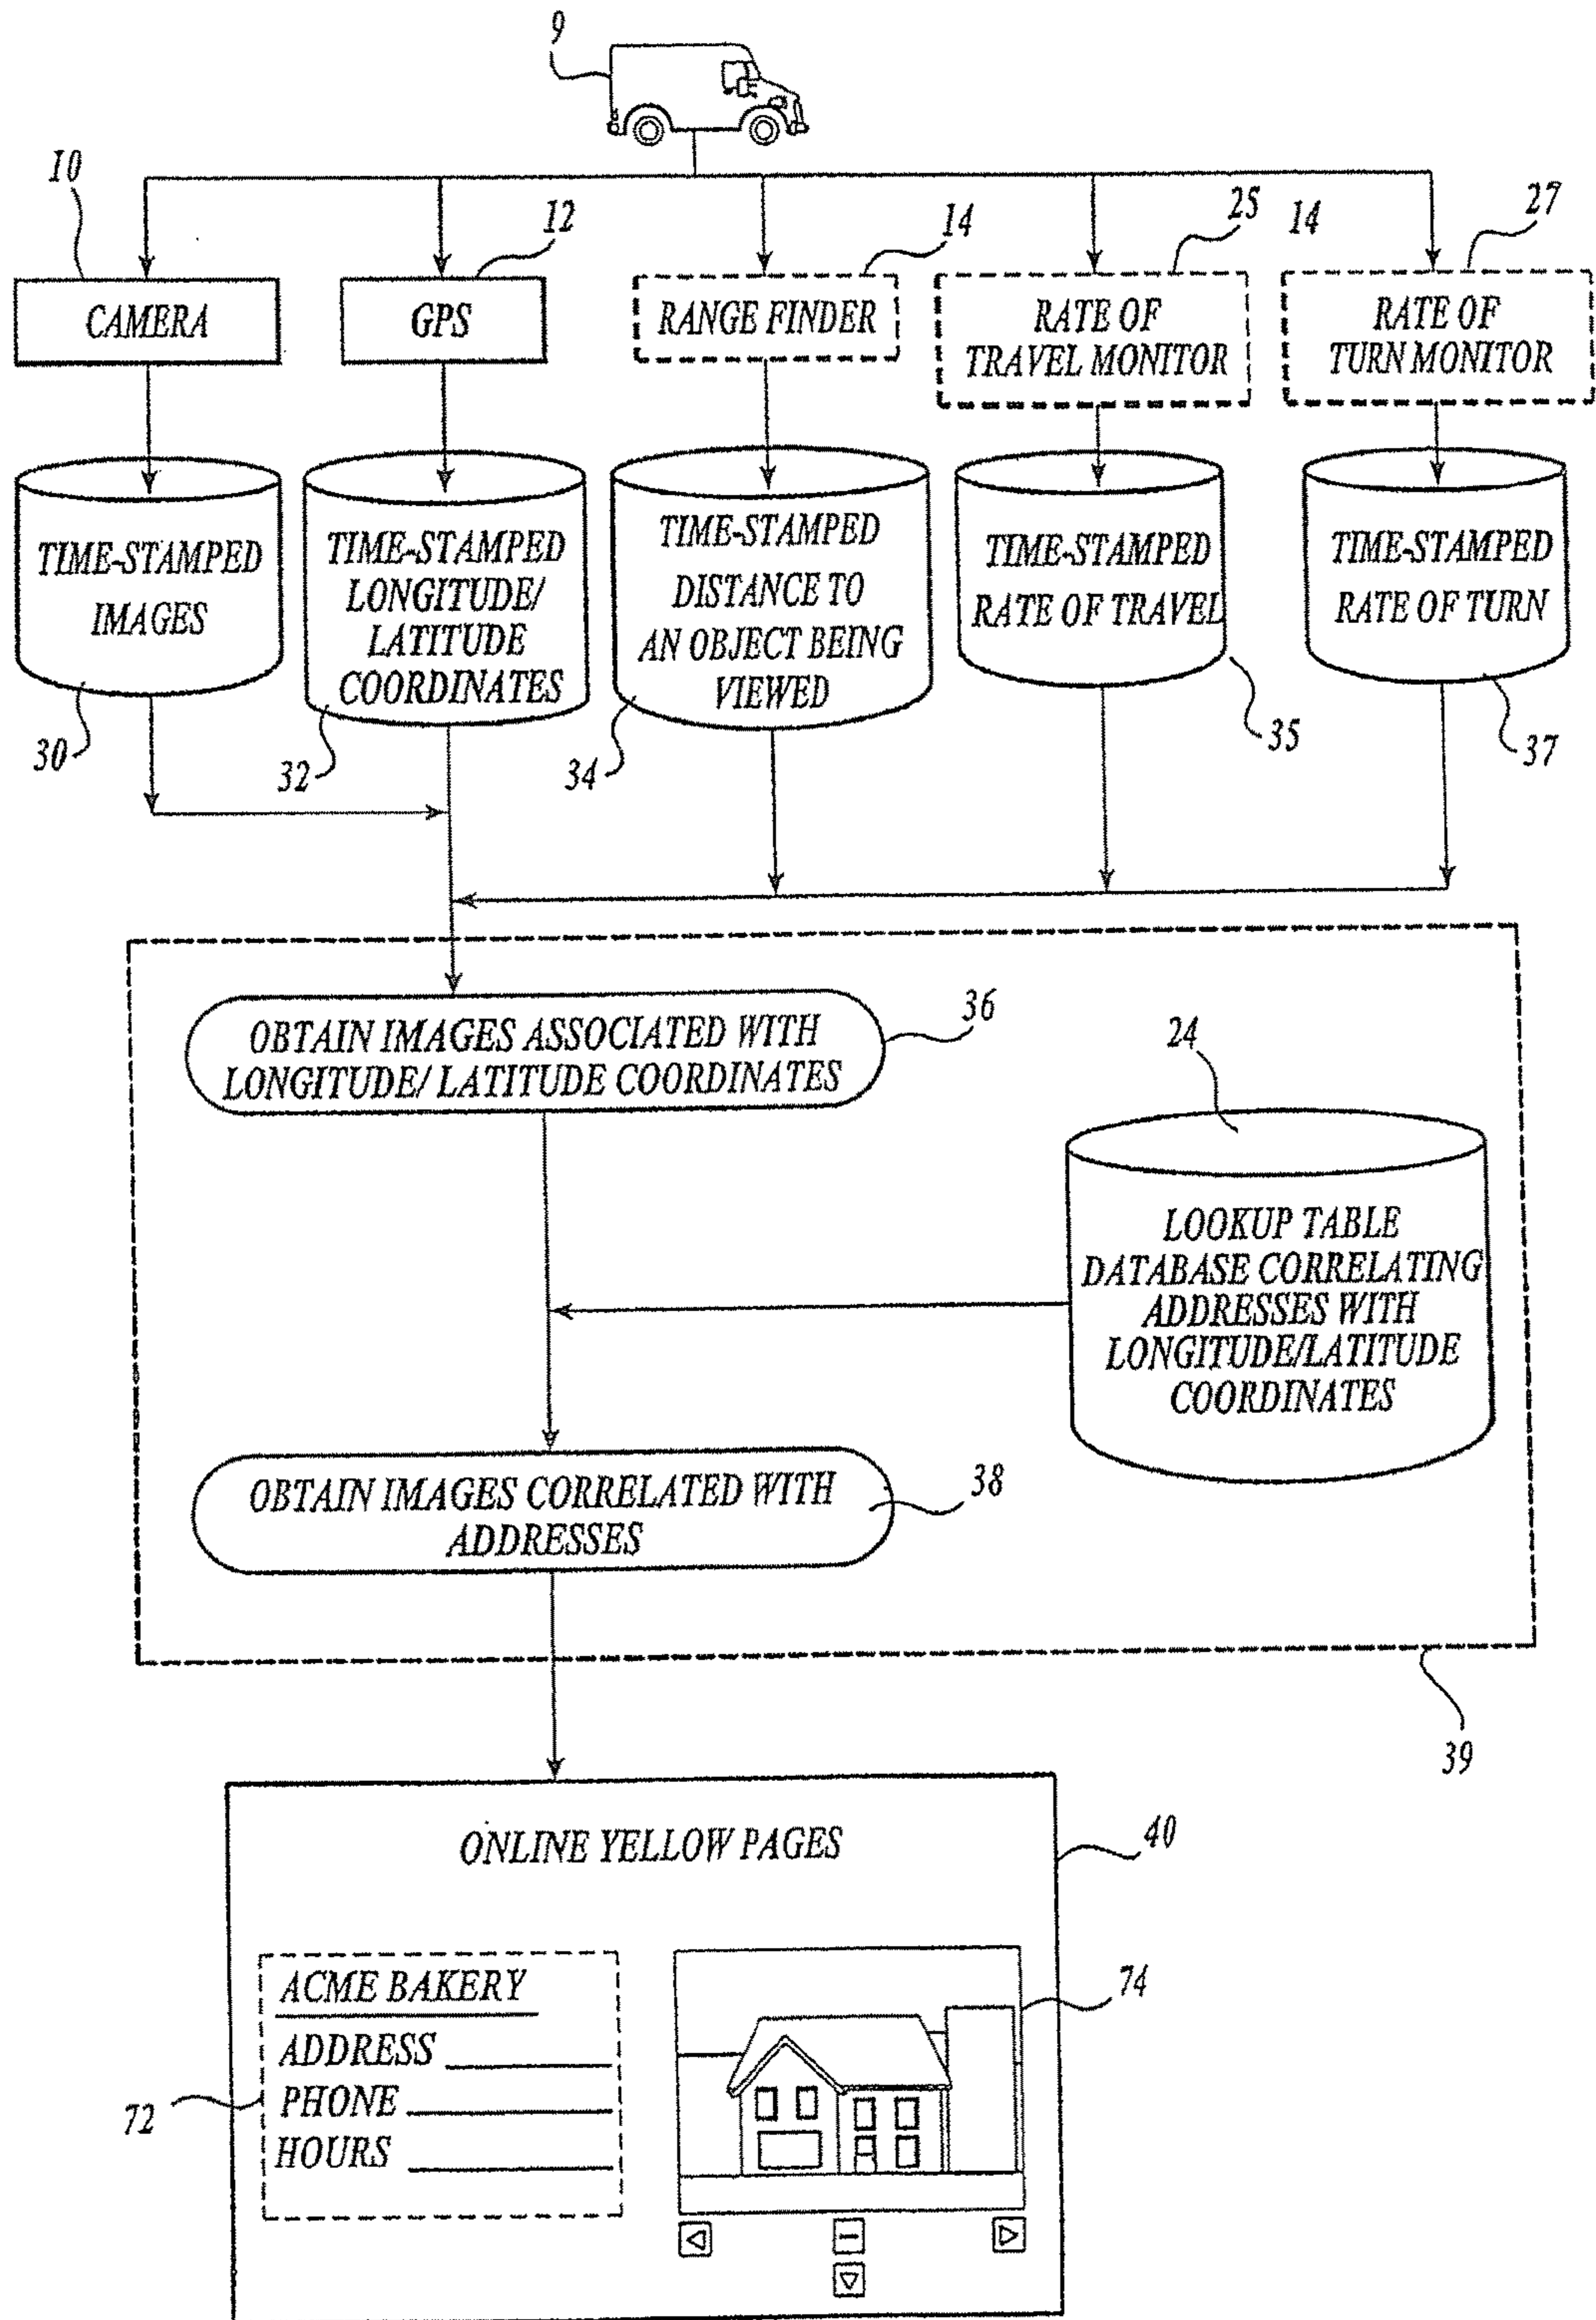 9
10
12
14
25
14
27
CAMERA
GPS
RANGE FINDER
RATE OF
TRAVEL MONITOR
RATE OF
TURN MONITOR
TIME-STAMPED
IMAGES
TIME-STAMPED
LONGITUDE/
LATITUDE
COORDINATES
TIME-STAMPED
DISTANCE TO
AN OBJECT BEING
VIEWED
TIME-STAMPED
RATE OF TRAVEL
TIME-STAMPED
RATE OF TURN
30
32
34
35
37
OBTAIN IMAGES ASSOCIATED WITH
LONGITUDE/ LATITUDE COORDINATES
36
24
LOOKUP TABLE
DATABASE CORRELATING
ADDRESSES WITH
LONGITUDE/LATITUDE
COORDINATES
OBTAIN IMAGES CORRELATED WITH
ADDRESSES
38
39
ONLINE YELLOW PAGES
40
ACME BAKERY
ADDRESS
PHONE
HOURS
72
74